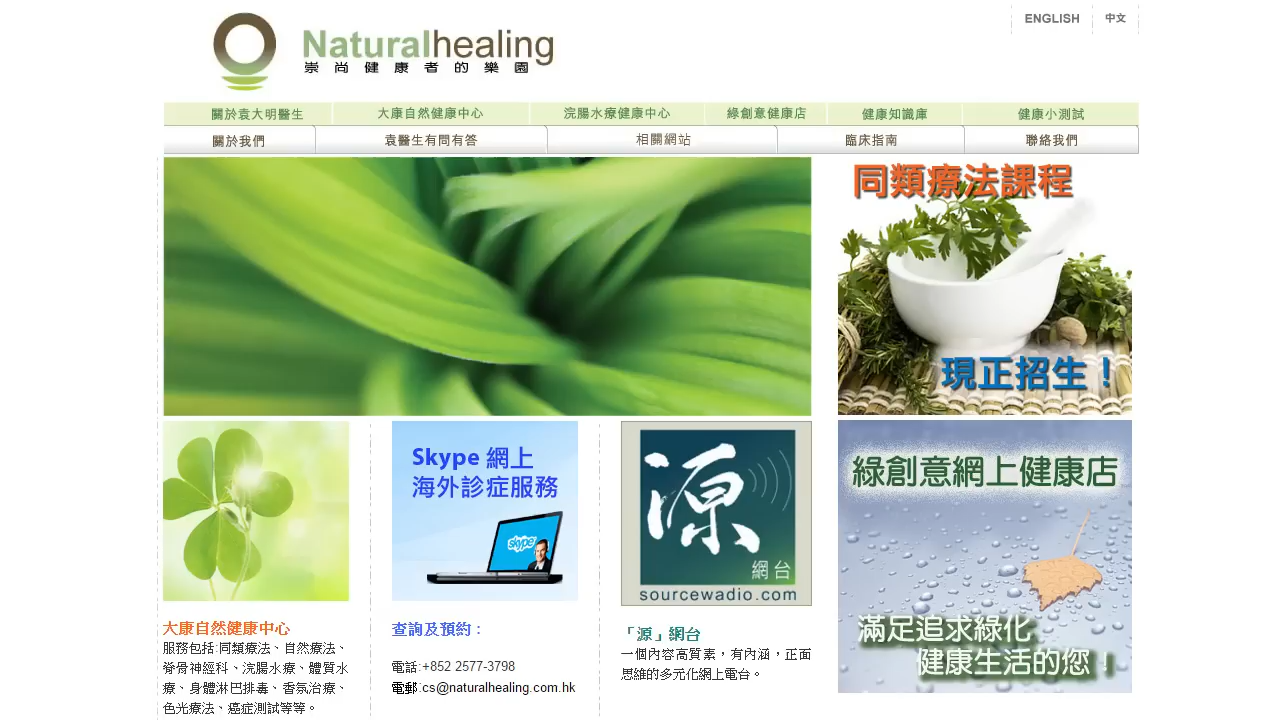 ENGLISH 中文
Naturalhealing
崇尚健康者的樂園
關於袁大明醫生 大康自然健康中心 浣腸水療健康中心 綠創意健康店 健康知識庫 健康小測試
關於我們 袁醫生有問有答 相關網站 臨床指南 聯絡我們
同類療法課程
現正招生！
Skype 網上
海外診症服務
skype
源
網台
sourcewadio.com
綠創意網上健康店
滿足追求綠化
健康生活的您！
大康自然健康中心
服務包括:同類療法、自然療法、
脊骨神經科、浣腸水療、體質水
療、身體淋巴排毒、香氛治療、
色光療法、癌症測試等等。
查詢及預約：
電話:+852 2577-3798
電郵:cs@naturalhealing.com.hk
「源」網台
一個內容高質素，有內涵，正面
思維的多元化網上電台。